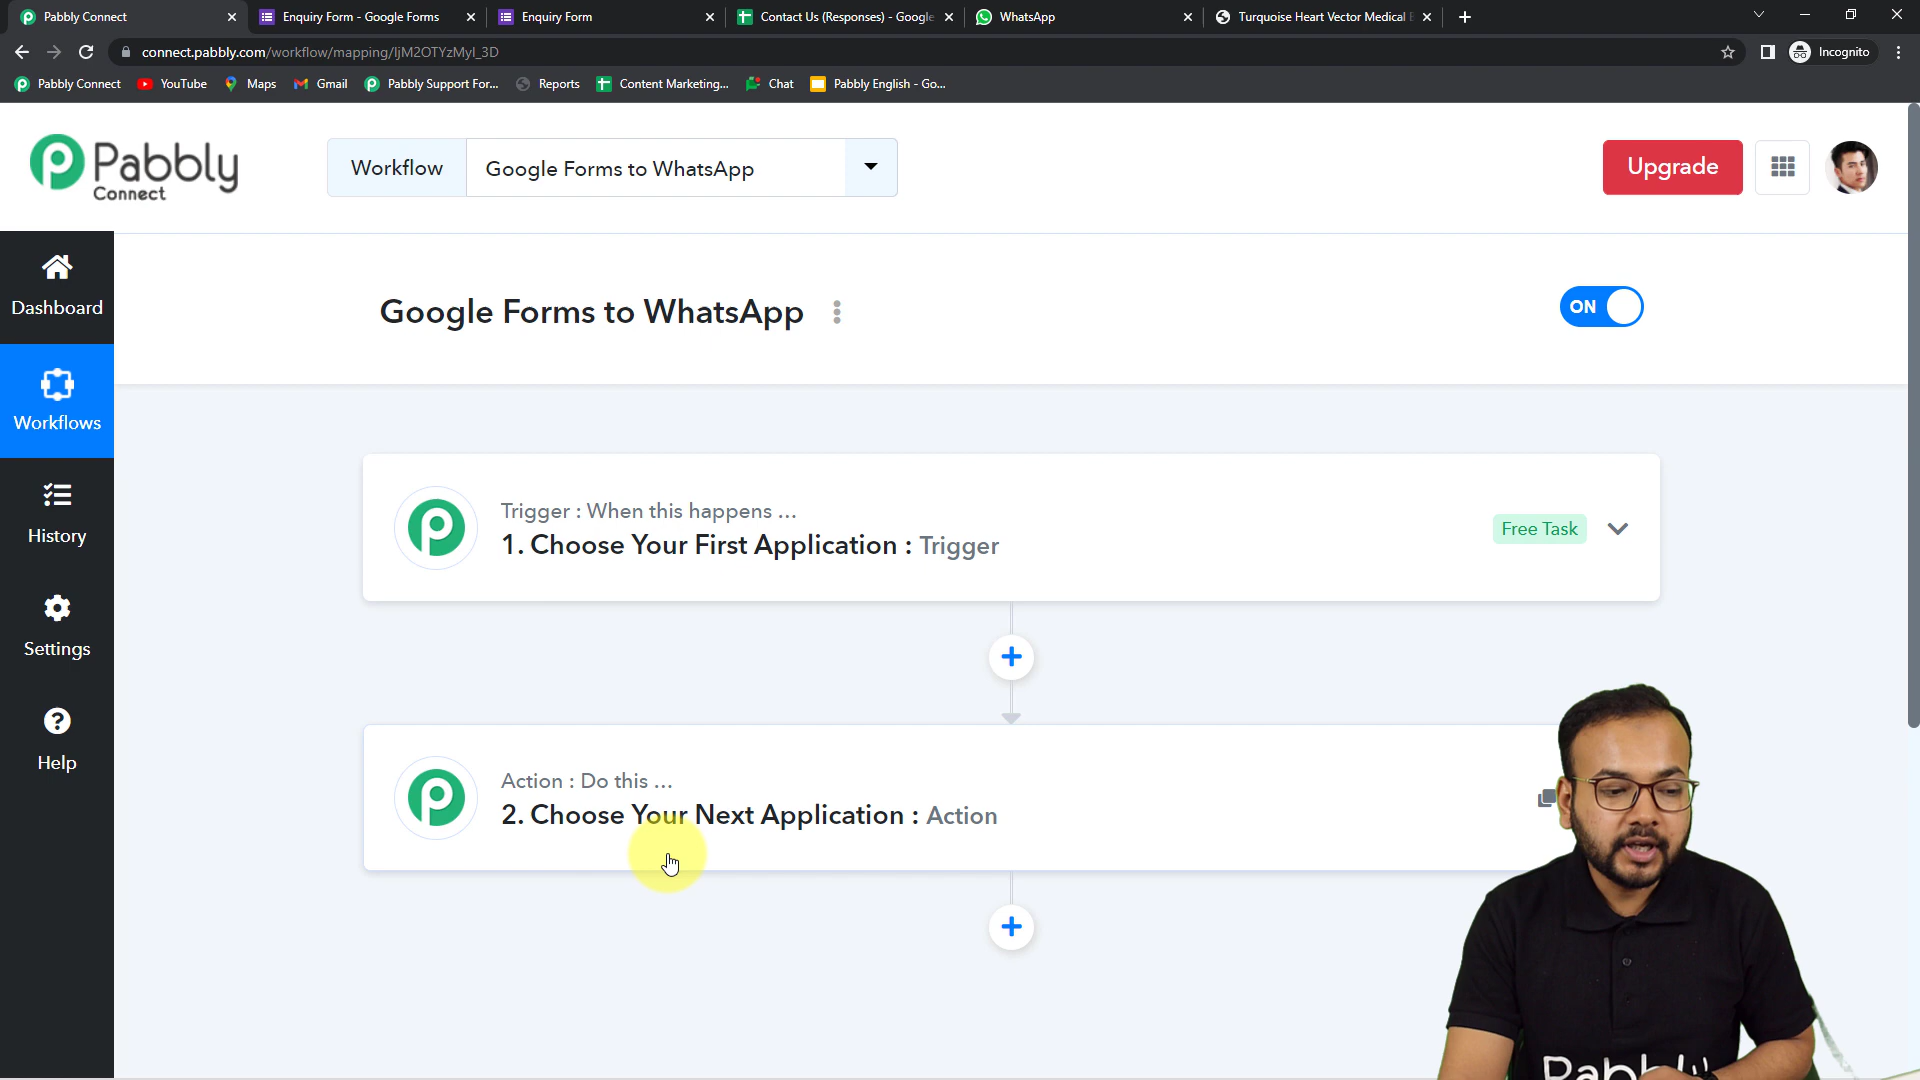 Pabbly Connect
Enquiry Form - Google Forms
Enquiry Form
Contact Us (Responses) - Google
WhatsApp
Turquoise Heart Vector Medical
connect.pabbly.com/workflow/mapping/IjM2OTYzMyI_3D
Incognito
Pabbly Connect
YouTube
Maps
Gmail
Pabbly Support For...
Reports
Content Marketing...
Chat
Pabbly English - Go...
Pabbly
Connect
Workflow
Google Forms to WhatsApp
Upgrade
Dashboard
Workflows
History
Settings
Help
Google Forms to WhatsApp
ON
Trigger : When this happens ...
1. Choose Your First Application : Trigger
Free Task
Action : Do this ...
2. Choose Your Next Application : Action
Pabbly